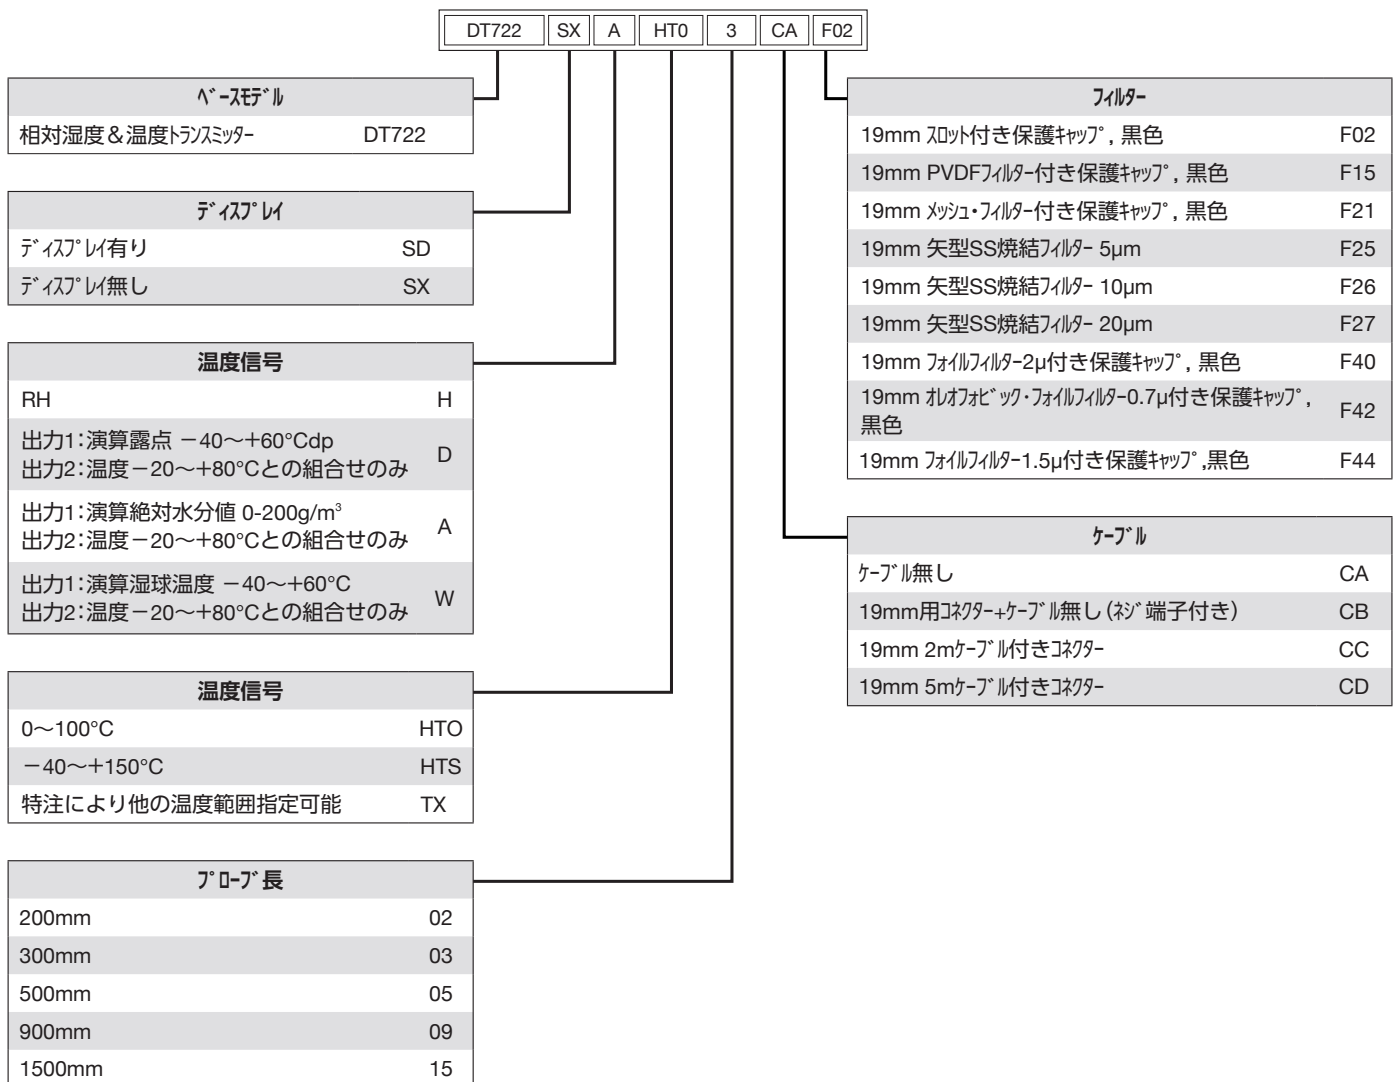 DT722 SX A HT0 3 CA F02
ﾍﾞｰｽﾓﾃﾞﾙ
相対湿度＆温度ﾄﾗﾝｽﾐｯﾀｰ DT722
ﾃﾞｨｽﾌﾟﾚｲ
ﾃﾞｨｽﾌﾟﾚｲ有り SD
ﾃﾞｨｽﾌﾟﾚｲ無し SX
温度信号
RH H
出力1：演算露点 －40～＋60°Cdp
出力2：温度－20～＋80°Cとの組合せのみ D
出力1：演算絶対水分値 0-200g/m³
出力2：温度－20～＋80°Cとの組合せのみ A
出力1：演算湿球温度 －40～＋60°C
出力2：温度－20～＋80°Cとの組合せのみ W
温度信号
0～100°C HTO
－40～＋150°C HTS
特注により他の温度範囲指定可能 TX
ﾌﾟﾛｰﾌﾞ長
200mm 02
300mm 03
500mm 05
900mm 09
1500mm 15
ﾌｨﾙﾀｰ
19mm ｽﾛｯﾄ付き保護ｷｬｯﾌﾟ, 黒色 F02
19mm PVDFﾌｨﾙﾀｰ付き保護ｷｬｯﾌﾟ, 黒色 F15
19mm ﾒｯｼｭ・ﾌｨﾙﾀｰ付き保護ｷｬｯﾌﾟ, 黒色 F21
19mm 矢型SS焼結ﾌｨﾙﾀｰ 5µm F25
19mm 矢型SS焼結ﾌｨﾙﾀｰ 10µm F26
19mm 矢型SS焼結ﾌｨﾙﾀｰ 20µm F27
19mm ﾌｫｲﾙﾌｨﾙﾀｰ2µ付き保護ｷｬｯﾌﾟ, 黒色 F40
19mm ｵﾚｵﾌｫﾋﾞｯｸ・ﾌｫｲﾙﾌｨﾙﾀｰ0.7µ付き保護ｷｬｯﾌﾟ,
黒色 F42
19mm ﾌｫｲﾙﾌｨﾙﾀｰ1.5µ付き保護ｷｬｯﾌﾟ,黒色 F44
ｹｰﾌﾞﾙ
ｹｰﾌﾞﾙ無し CA
19mm用ｺﾈｸﾀｰ+ｹｰﾌﾞﾙ無し（ﾈｼﾞ端子付き） CB
19mm 2mｹｰﾌﾞﾙ付きｺﾈｸﾀｰ CC
19mm 5mｹｰﾌﾞﾙ付きｺﾈｸﾀｰ CD